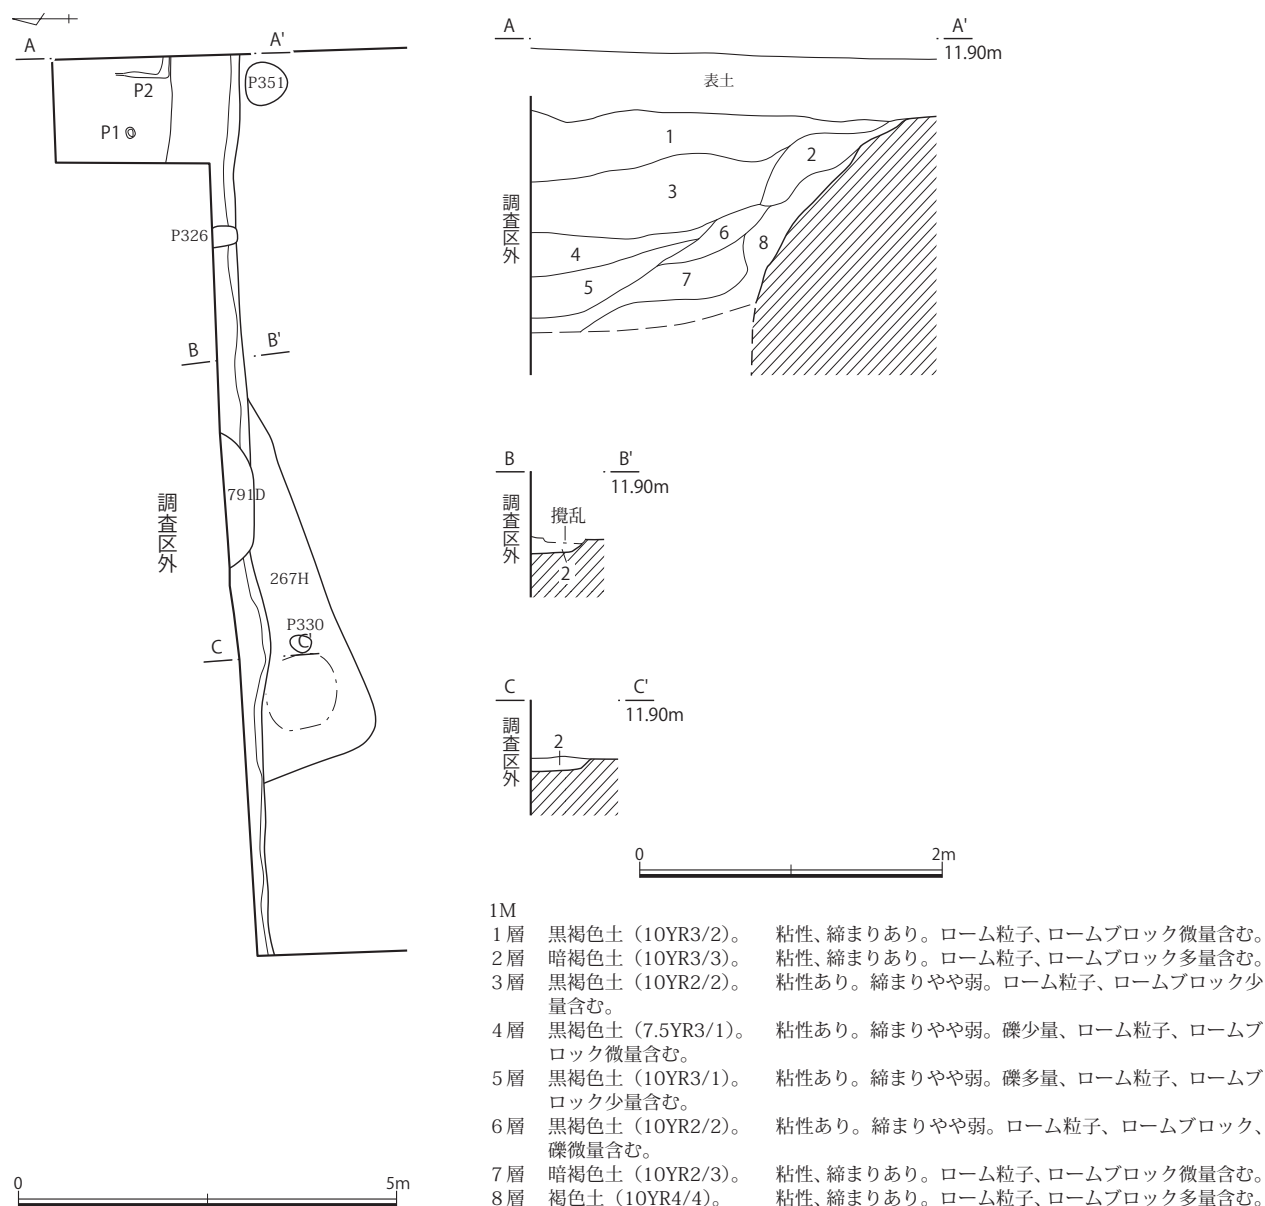 A
A'
P351
P2
P1
P326
B
B'
791D
調査区外
267H
P330
C
C'
0
5m
A
A'
11.90m
表土
1
2
3
調査区外
6
8
4
7
5
B
B'
11.90m
調査区外
攪乱
2
C
C'
11.90m
調査区外
2
0
2m
1M
1層 黒褐色土（10YR3/2）。 粘性、締まりあり。ローム粒子、ロームブロック微量含む。
2層 暗褐色土（10YR3/3）。 粘性、締まりあり。ローム粒子、ロームブロック多量含む。
3層 黒褐色土（10YR2/2）。 粘性あり。締まりやや弱。ローム粒子、ロームブロック少
量含む。
4層 黒褐色土（7.5YR3/1）。 粘性あり。締まりやや弱。礫少量、ローム粒子、ロームブ
ロック微量含む。
5層 黒褐色土（10YR3/1）。 粘性あり。締まりやや弱。礫多量、ローム粒子、ロームブ
ロック少量含む。
6層 黒褐色土（10YR2/2）。 粘性あり。締まりやや弱。ローム粒子、ロームブロック、
礫微量含む。
7層 暗褐色土（10YR2/3）。 粘性、締まりあり。ローム粒子、ロームブロック微量含む。
8層 褐色土（10YR4/4）。 粘性、締まりあり。ローム粒子、ロームブロック多量含む。